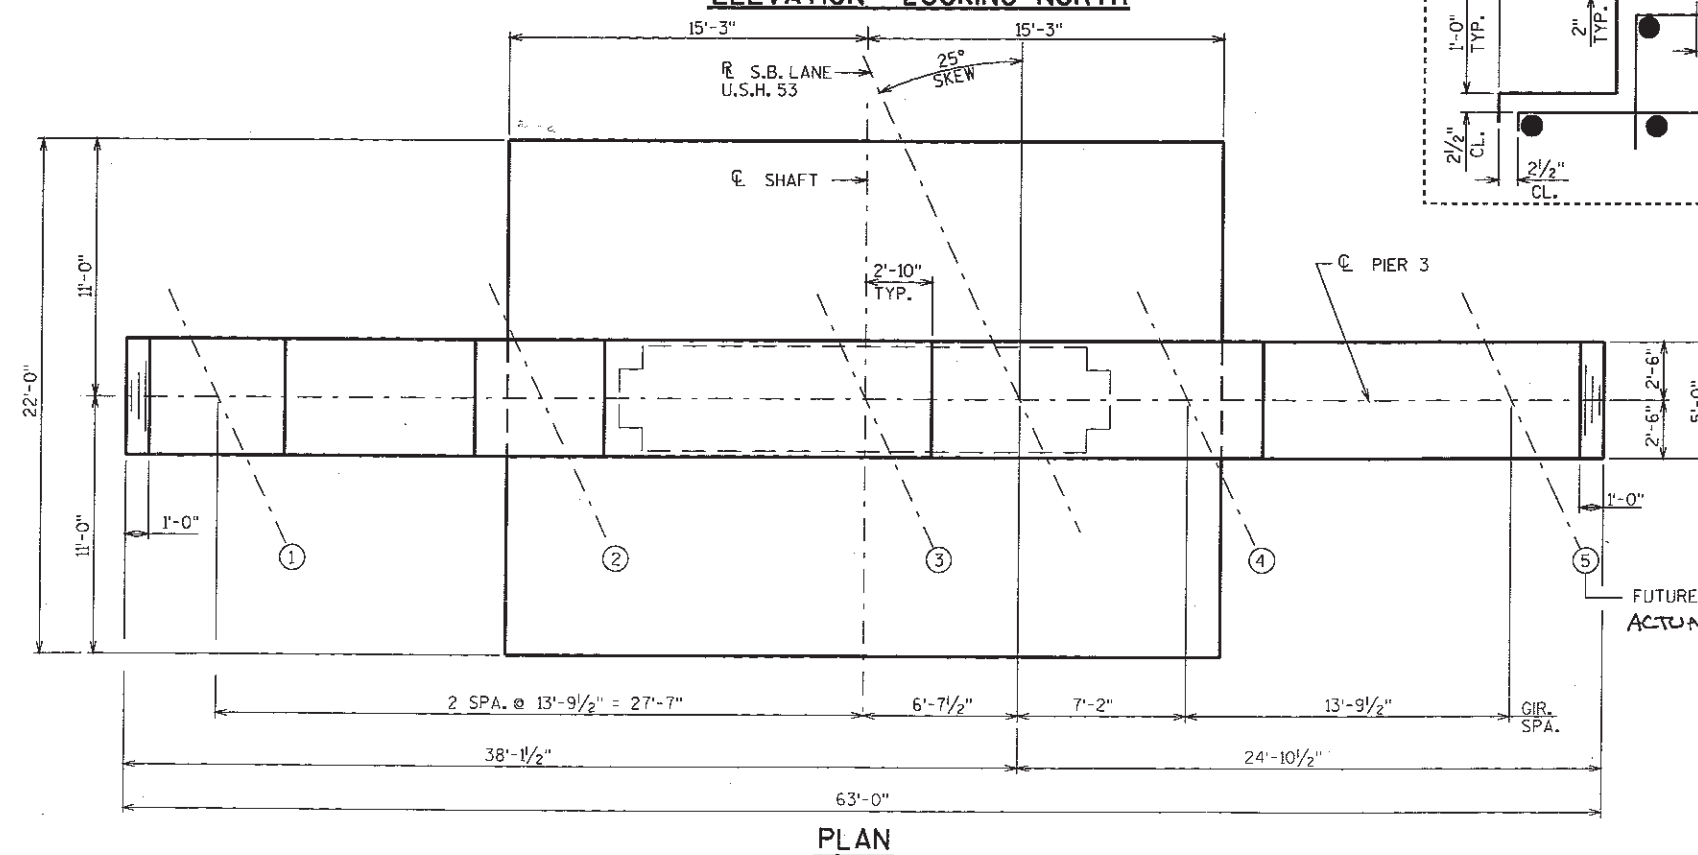 ELEVATION - LOOKING NORTH
15'-3"
15'-3"
25°
SKEW
℞ S.B. LANE
U.S.H. 53
℄ SHAFT
1'-0"
TYP.
2"
TYP.
2½"
CL.
2½"
CL.
22'-0"
11'-0"
11'-0"
2'-10"
TYP.
℄ PIER 3
2'-6"
2'-6"
5'-0"
1'-0"
1'-0"
1
2
3
4
5
FUTURE
2 SPA. @ 13'-9½" = 27'-7"
6'-7½"
7'-2"
13'-9½"
GIR.
SPA.
38'-1½"
24'-10½"
63'-0"
PLAN